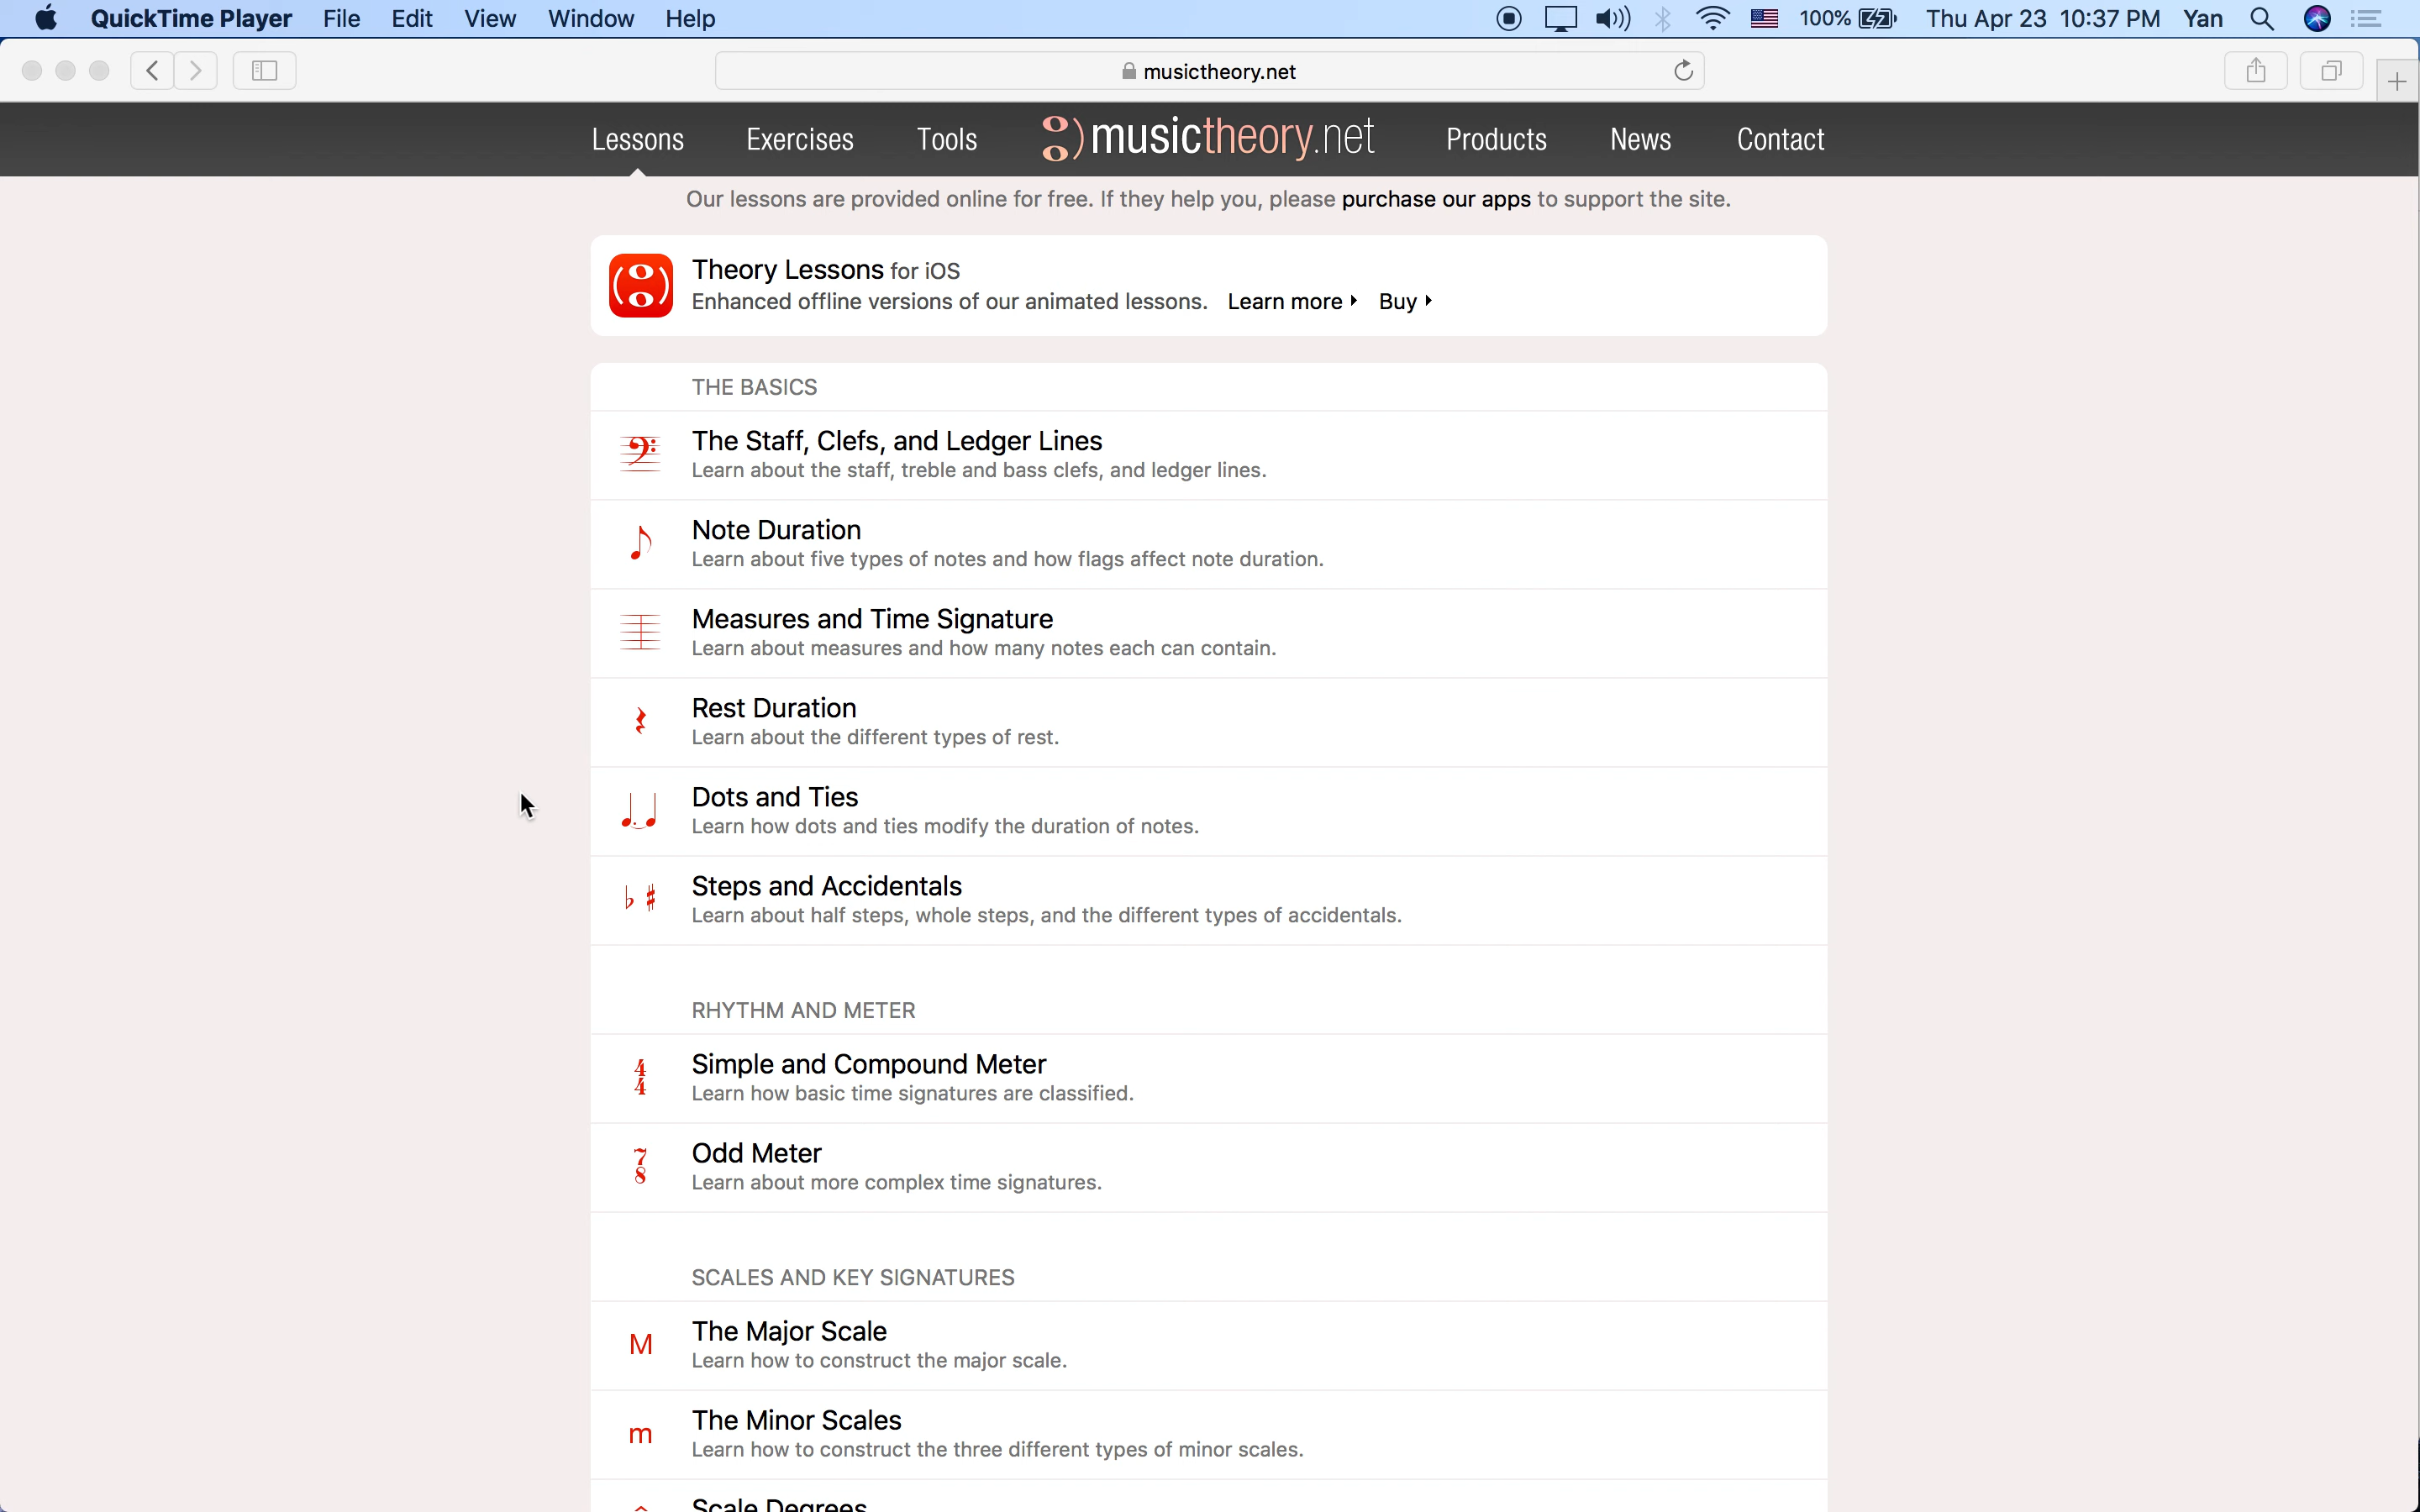 QuickTime Player File Edit View Window Help 100% Thu Apr 23 10:37 PM Yan
musictheory.net
Lessons Exercises Tools musictheory.net Products News Contact
Our lessons are provided online for free. If they help you, please purchase our apps to support the site.
Theory Lessons for iOS
Enhanced offline versions of our animated lessons. Learn more Buy
THE BASICS
The Staff, Clefs, and Ledger Lines
Learn about the staff, treble and bass clefs, and ledger lines.
Note Duration
Learn about five types of notes and how flags affect note duration.
Measures and Time Signature
Learn about measures and how many notes each can contain.
Rest Duration
Learn about the different types of rest.
Dots and Ties
Learn how dots and ties modify the duration of notes.
Steps and Accidentals
Learn about half steps, whole steps, and the different types of accidentals.
RHYTHM AND METER
4
4
Simple and Compound Meter
Learn how basic time signatures are classified.
7
8
Odd Meter
Learn about more complex time signatures.
SCALES AND KEY SIGNATURES
M
The Major Scale
Learn how to construct the major scale.
m
The Minor Scales
Learn how to construct the three different types of minor scales.
Scale Degrees